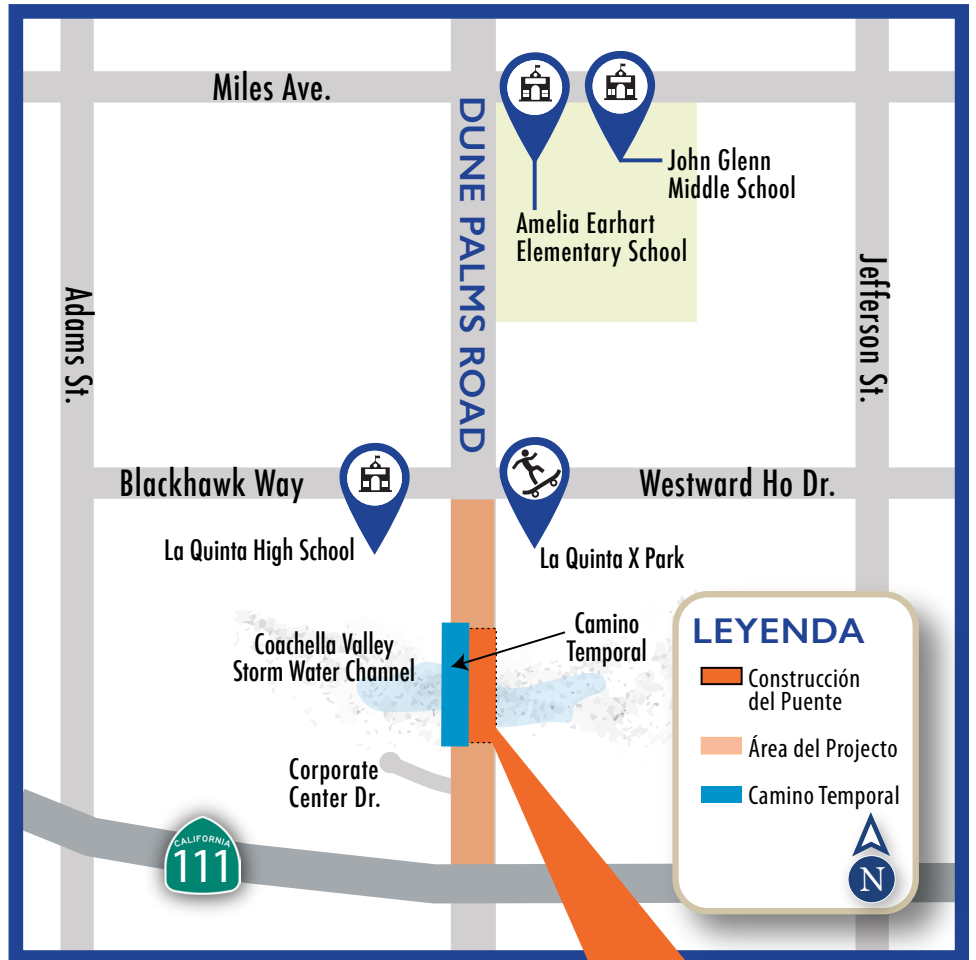 Miles Ave.
DUNE PALMS ROAD
John Glenn
Middle School
Amelia Earhart
Elementary School
Adams St.
Jefferson St.
Blackhawk Way
Westward Ho Dr.
La Quinta High School
La Quinta X Park
Coachella Valley
Storm Water Channel
Camino
Temporal
Corporate
Center Dr.
CALIFORNIA
111
LEYENDA
Construcción
del Puente
Área del Projecto
Camino Temporal
N